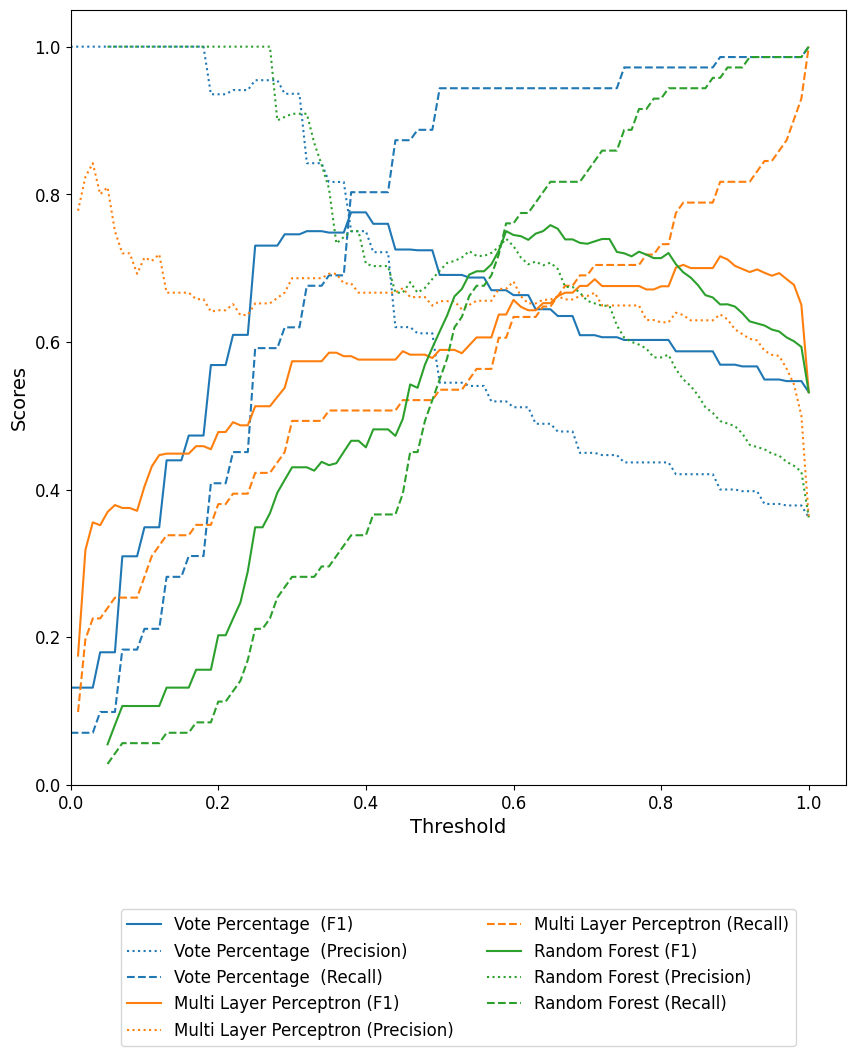 1.0
0.8
0.6
0.4
0.2
0.0
Scores
0.0 0.2 0.4 0.6 0.8 1.0
Threshold
Vote Percentage (F1)
Vote Percentage (Precision)
Vote Percentage (Recall)
Multi Layer Perceptron (F1)
Multi Layer Perceptron (Precision)
Multi Layer Perceptron (Recall)
Random Forest (F1)
Random Forest (Precision)
Random Forest (Recall)